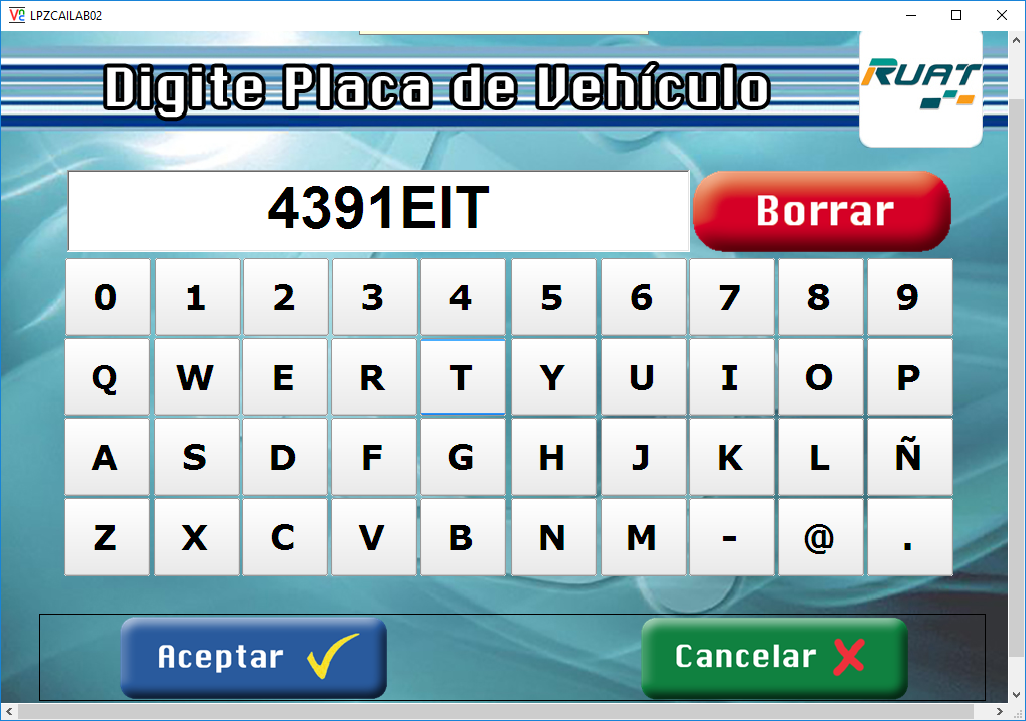 LPZCAILAB02
Digite Placa de Vehículo
RUAT
4391EIT
Borrar
0 1 2 3 4 5 6 7 8 9
Q W E R T Y U I O P
A S D F G H J K L Ñ
Z X C V B N M - @ .
Aceptar
Cancelar